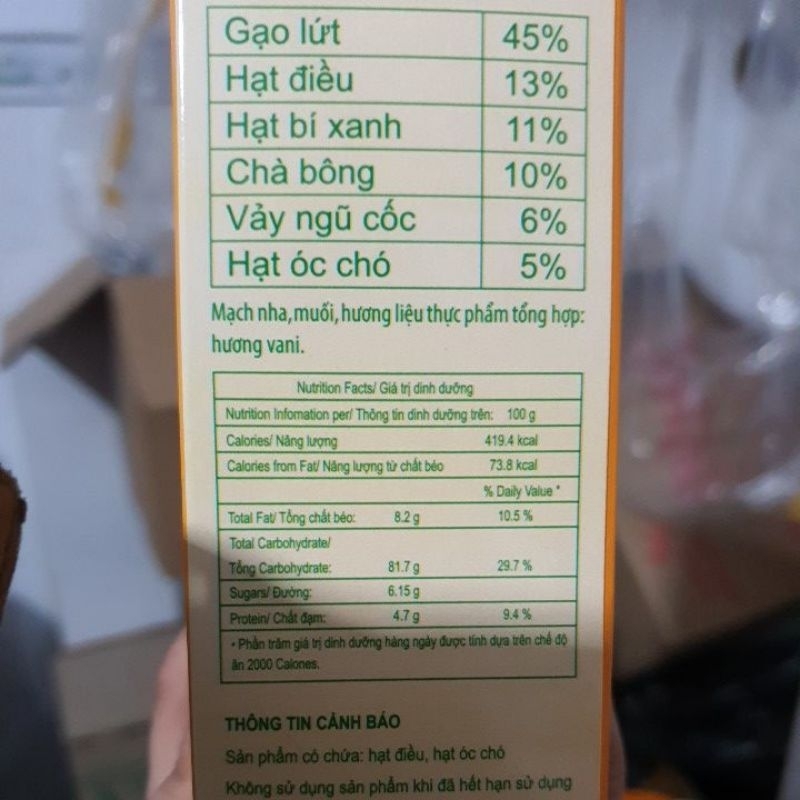 Gạo lứt 45%
Hạt điều 13%
Hạt bí xanh 11%
Chà bông 10%
Vảy ngũ cốc 6%
Hạt óc chó 5%
Mạch nha, muối, hương liệu thực phẩm tổng hợp:
hương vani.
Nutrition Facts/ Giá trị dinh dưỡng
Nutrition Infomation per/ Thông tin dinh dưỡng trên: 100 g
Calories/ Năng lượng 419.4 kcal
Calories from Fat/ Năng lượng từ chất béo 73.8 kcal
% Daily Value *
Total Fat/ Tổng chất béo: 8.2 g 10.5 %
Total Carbohydrate/
Tổng Carbohydrate: 81.7 g 29.7 %
Sugars/ Đường: 6.15 g
Protein/ Chất đạm: 4.7 g 9.4 %
• Phần trăm giá trị dinh dưỡng hàng ngày được tính dựa trên chế độ
ăn 2000 Calories.
THÔNG TIN CẢNH BÁO
Sản phẩm có chứa: hạt điều, hạt óc chó
Không sử dụng sản phẩm khi đã hết hạn sử dụng